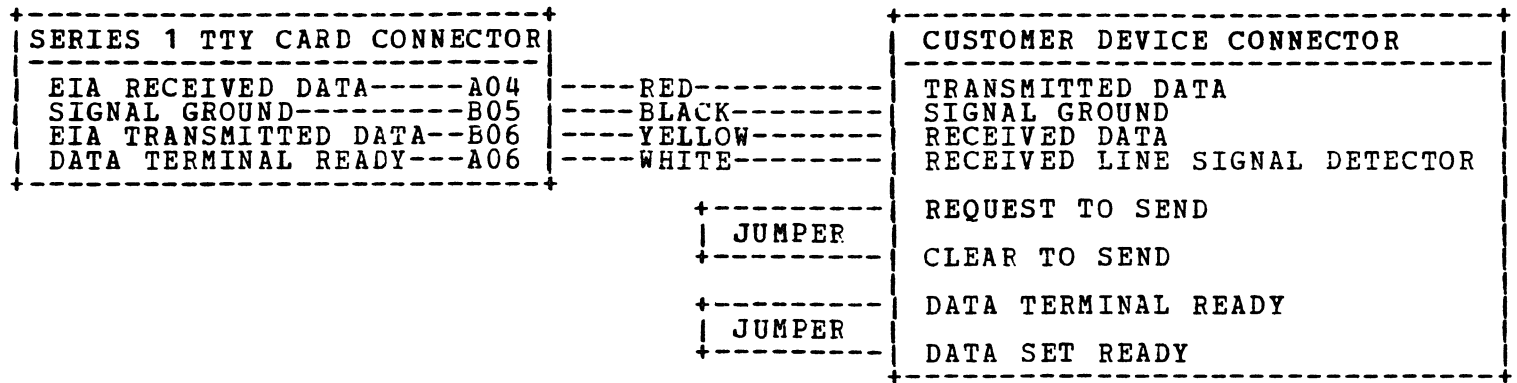 SERIES 1 TTY CARD CONNECTOR
EIA RECEIVED DATA-----A04
SIGNAL GROUND---------B05
EIA TRANSMITTED DATA--B06
DATA TERMINAL READY---A06
----RED----------
----BLACK--------
----YELLOW-------
----WHITE--------
CUSTOMER DEVICE CONNECTOR
TRANSMITTED DATA
SIGNAL GROUND
RECEIVED DATA
RECEIVED LINE SIGNAL DETECTOR
REQUEST TO SEND
JUMPER
CLEAR TO SEND
DATA TERMINAL READY
JUMPER
DATA SET READY